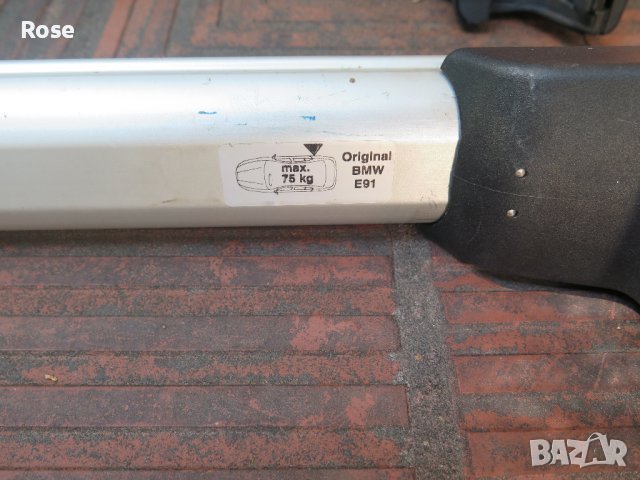 Rose
max.
75 kg
Original
BMW
E91
BAZAR